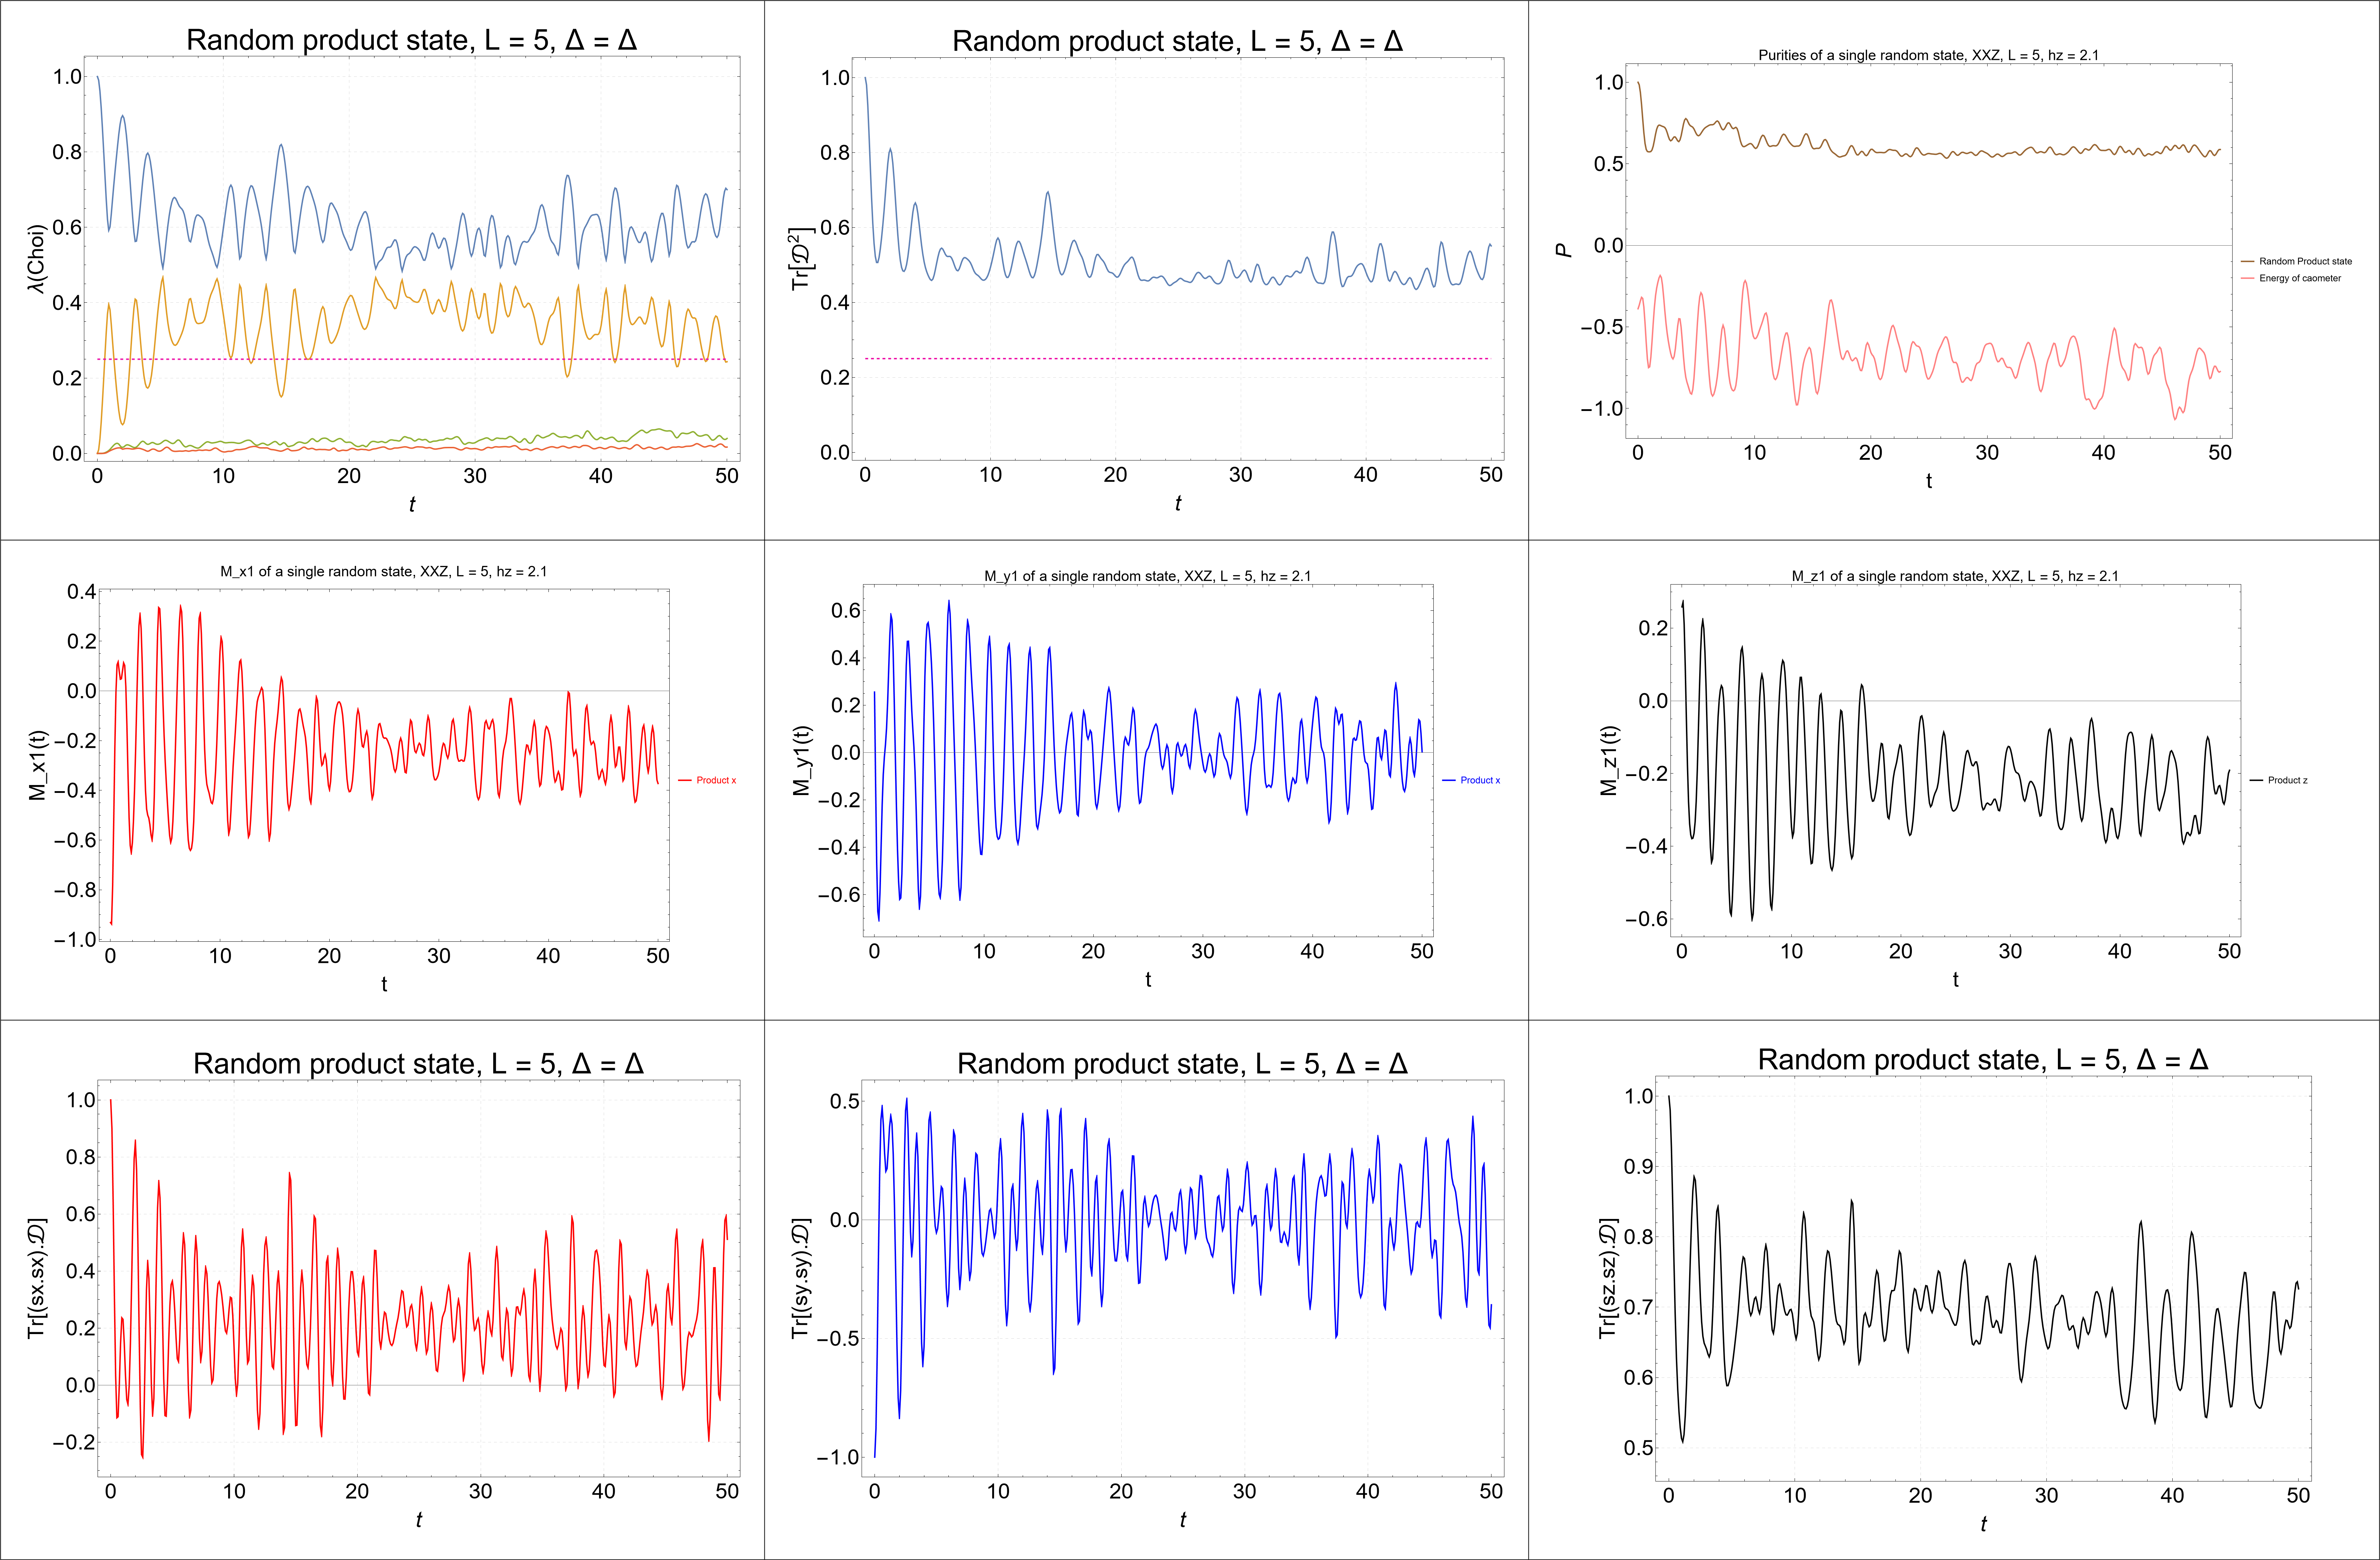 Random product state, L = 5, Δ = Δ
λ(Choi)
1.0
0.8
0.6
0.4
0.2
0.0
0 10 20 30 40 50
t
Random product state, L = 5, Δ = Δ
Tr[𝒟²]
1.0
0.8
0.6
0.4
0.2
0.0
0 10 20 30 40 50
t
Purities of a single random state, XXZ, L = 5, hz = 2.1
P
1.0
0.5
0.0
−0.5
−1.0
0 10 20 30 40 50
t
Random Product state
Energy of caometer
M_x1 of a single random state, XXZ, L = 5, hz = 2.1
M_x1(t)
0.4
0.2
0.0
−0.2
−0.4
−0.6
−0.8
−1.0
0 10 20 30 40 50
t
Product x
M_y1 of a single random state, XXZ, L = 5, hz = 2.1
M_y1(t)
0.6
0.4
0.2
0.0
−0.2
−0.4
−0.6
0 10 20 30 40 50
t
Product x
M_z1 of a single random state, XXZ, L = 5, hz = 2.1
M_z1(t)
0.2
0.0
−0.2
−0.4
−0.6
0 10 20 30 40 50
t
Product z
Random product state, L = 5, Δ = Δ
Tr[(sx.sx).𝒟]
1.0
0.8
0.6
0.4
0.2
0.0
−0.2
0 10 20 30 40 50
t
Random product state, L = 5, Δ = Δ
Tr[(sy.sy).𝒟]
0.5
0.0
−0.5
−1.0
0 10 20 30 40 50
t
Random product state, L = 5, Δ = Δ
Tr[(sz.sz).𝒟]
1.0
0.9
0.8
0.7
0.6
0.5
0 10 20 30 40 50
t